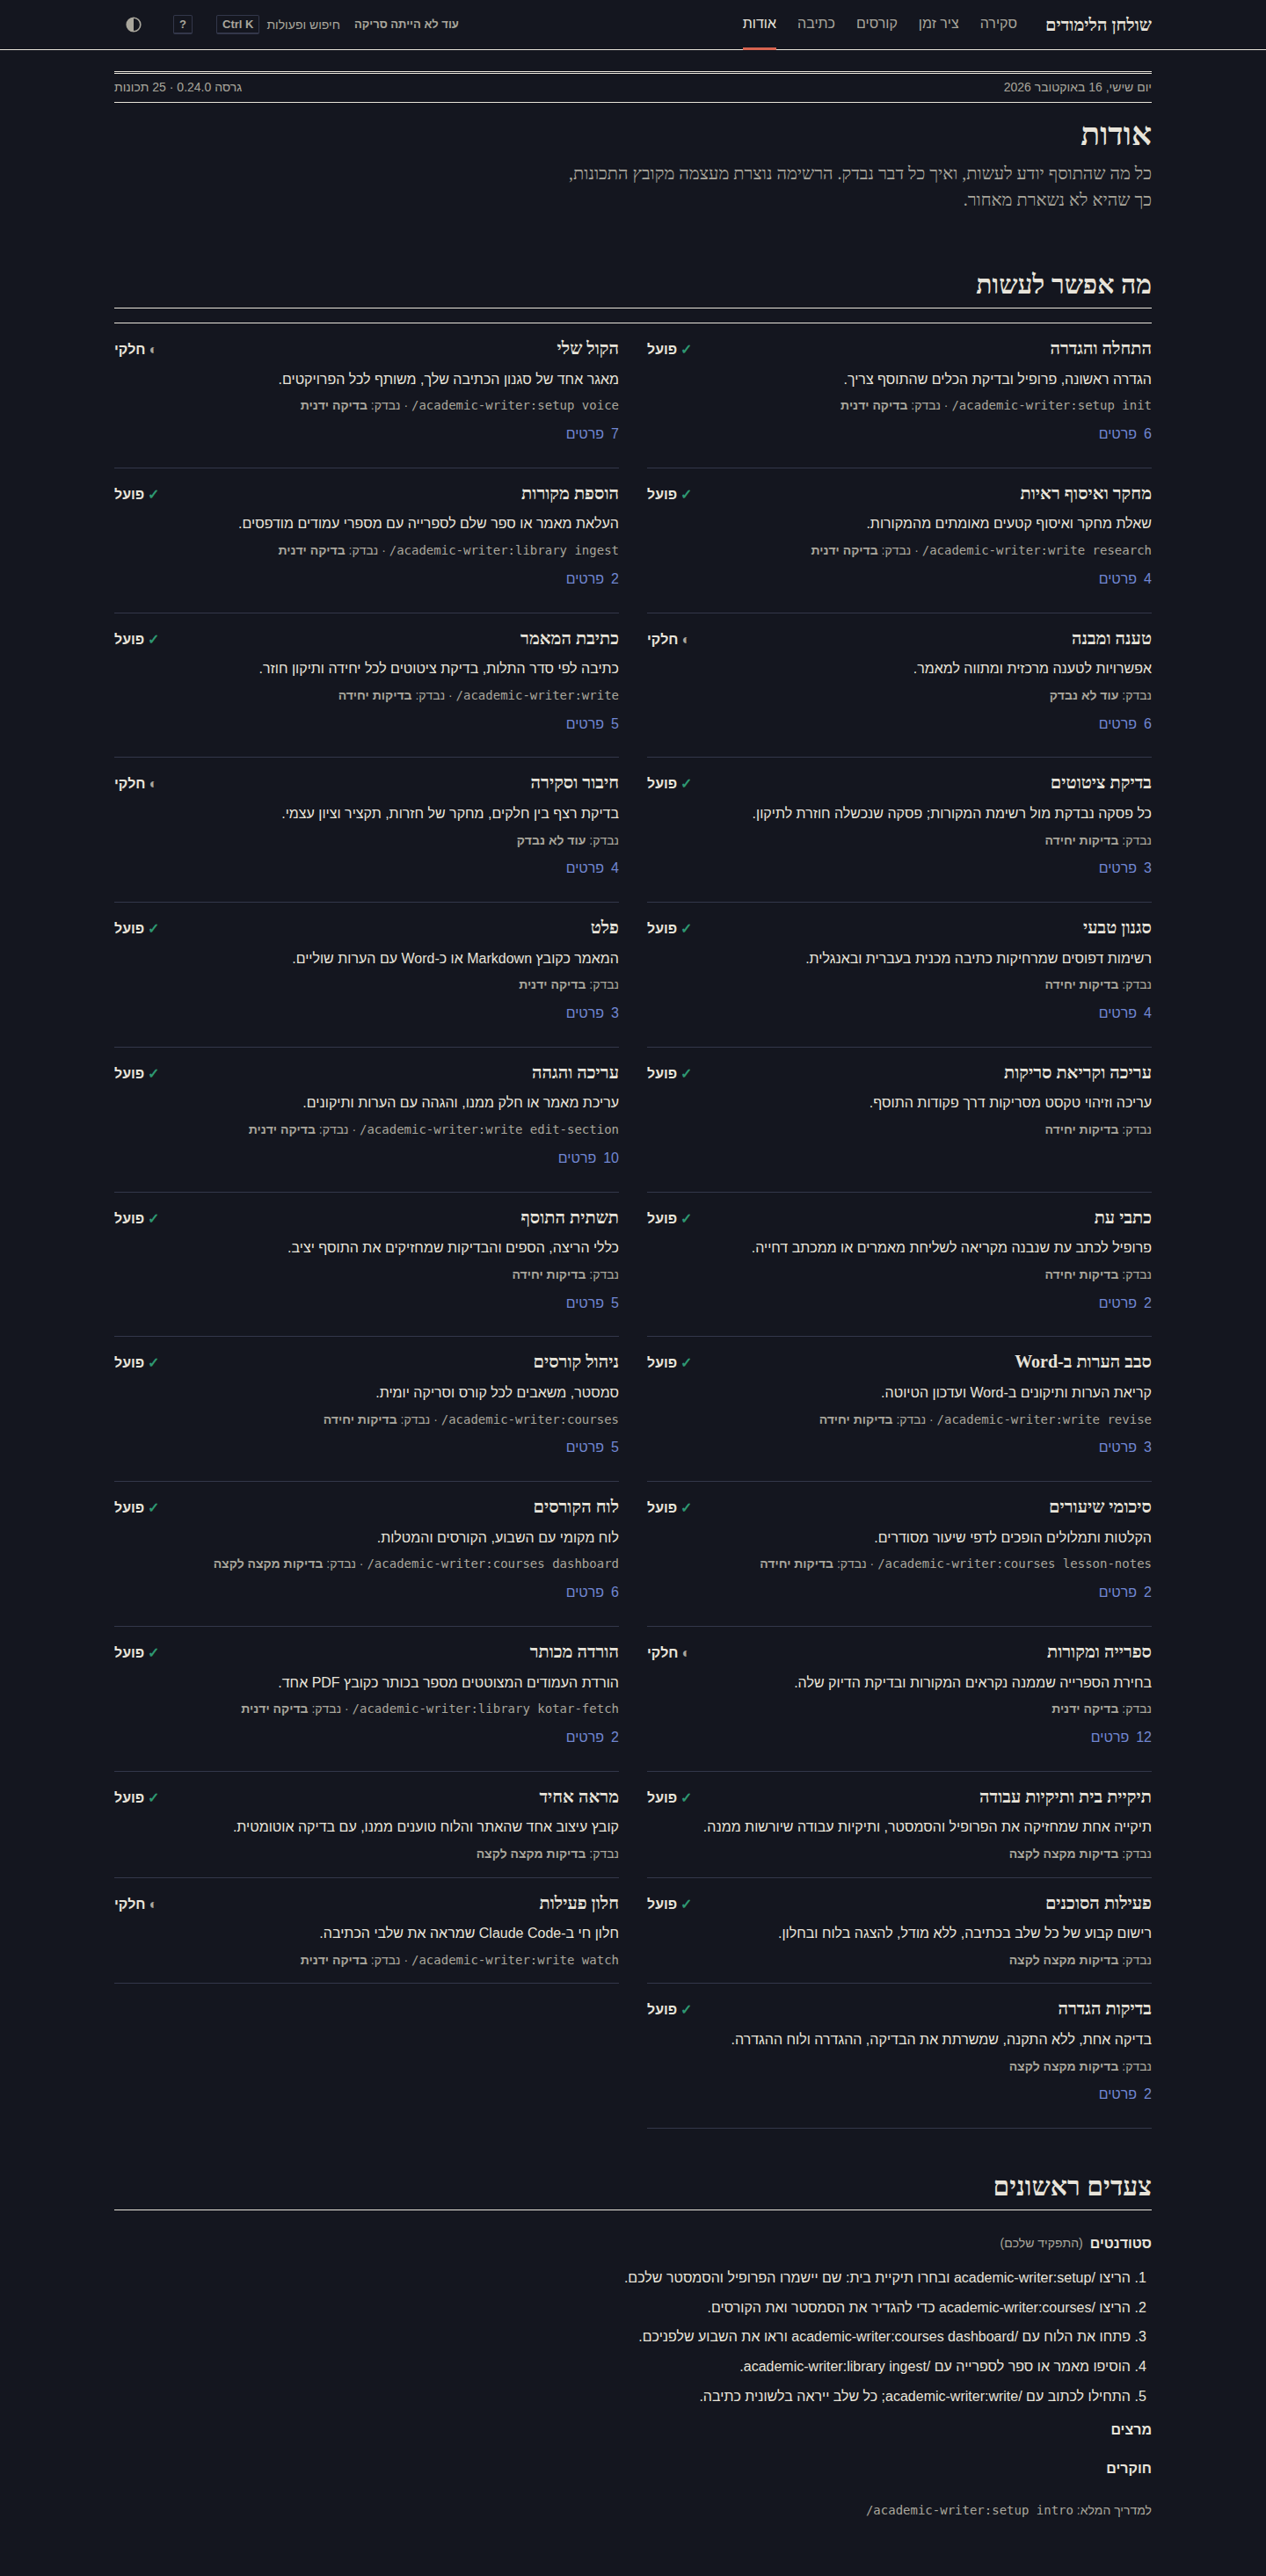 שולחן הלימודים
סקירה
ציר זמן
קורסים
כתיבה
אודות
עוד לא הייתה סריקה
חיפוש ופעולות Ctrl K
?
יום שישי, 16 באוקטובר 2026
גרסה 0.24.0 · 25 תכונות
אודות
כל מה שהתוסף יודע לעשות, ואיך כל דבר נבדק. הרשימה נוצרת מעצמה מקובץ התכונות,
כך שהיא לא נשארת מאחור.
מה אפשר לעשות
התחלה והגדרה
✓ פועל
הגדרה ראשונה, פרופיל ובדיקת הכלים שהתוסף צריך.
/academic-writer:setup init · נבדק: בדיקה ידנית
6 פרטים
הקול שלי
חלקי
מאגר אחד של סגנון הכתיבה שלך, משותף לכל הפרויקטים.
/academic-writer:setup voice · נבדק: בדיקה ידנית
7 פרטים
מחקר ואיסוף ראיות
✓ פועל
שאלת מחקר ואיסוף קטעים מאומתים מהמקורות.
/academic-writer:write research · נבדק: בדיקה ידנית
4 פרטים
הוספת מקורות
✓ פועל
העלאת מאמר או ספר שלם לספרייה עם מספרי עמודים מודפסים.
/academic-writer:library ingest · נבדק: בדיקה ידנית
2 פרטים
טענה ומבנה
חלקי
אפשרויות לטענה מרכזית ומתווה למאמר.
נבדק: עוד לא נבדק
6 פרטים
כתיבת המאמר
✓ פועל
כתיבה לפי סדר התלות, בדיקת ציטוטים לכל יחידה ותיקון חוזר.
/academic-writer:write · נבדק: בדיקות יחידה
5 פרטים
בדיקת ציטוטים
✓ פועל
כל פסקה נבדקת מול רשימת המקורות; פסקה שנכשלה חוזרת לתיקון.
נבדק: בדיקות יחידה
3 פרטים
חיבור וסקירה
חלקי
בדיקת רצף בין חלקים, מחקר של חזרות, תקציר וציון עצמי.
נבדק: עוד לא נבדק
4 פרטים
סגנון טבעי
✓ פועל
רשימות דפוסים שמרחיקות כתיבה מכנית בעברית ובאנגלית.
נבדק: בדיקות יחידה
4 פרטים
פלט
✓ פועל
המאמר כקובץ Markdown או כ-Word עם הערות שוליים.
נבדק: בדיקה ידנית
3 פרטים
עריכה וקריאת סריקות
✓ פועל
עריכה וזיהוי טקסט מסריקות דרך פקודות התוסף.
נבדק: בדיקות יחידה
עריכה והגהה
✓ פועל
עריכת מאמר או חלק ממנו, והגהה עם הערות ותיקונים.
/academic-writer:write edit-section · נבדק: בדיקה ידנית
10 פרטים
כתבי עת
✓ פועל
פרופיל לכתב עת שנבנה מקריאה לשליחת מאמרים או ממכתב דחייה.
נבדק: בדיקות יחידה
2 פרטים
תשתית התוסף
✓ פועל
כללי הריצה, הספים והבדיקות שמחזיקים את התוסף יציב.
נבדק: בדיקות יחידה
5 פרטים
סבב הערות ב-Word
✓ פועל
קריאת הערות ותיקונים ב-Word ועדכון הטיוטה.
/academic-writer:write revise · נבדק: בדיקות יחידה
3 פרטים
ניהול קורסים
✓ פועל
סמסטר, משאבים לכל קורס וסריקה יומית.
/academic-writer:courses · נבדק: בדיקות יחידה
5 פרטים
סיכומי שיעורים
✓ פועל
הקלטות ותמלולים הופכים לדפי שיעור מסודרים.
/academic-writer:courses lesson-notes · נבדק: בדיקות יחידה
2 פרטים
לוח הקורסים
✓ פועל
לוח מקומי עם השבוע, הקורסים והמטלות.
/academic-writer:courses dashboard · נבדק: בדיקות מקצה לקצה
6 פרטים
ספרייה ומקורות
חלקי
בחירת הספרייה שממנה נקראים המקורות ובדיקת הדיוק שלה.
נבדק: בדיקה ידנית
12 פרטים
הורדה מכותר
✓ פועל
הורדת העמודים המצוטטים מספר בכותר כקובץ PDF אחד.
/academic-writer:library kotar-fetch · נבדק: בדיקה ידנית
2 פרטים
תיקיית בית ותיקיות עבודה
✓ פועל
תיקייה אחת שמחזיקה את הפרופיל והסמסטר, ותיקיות עבודה שיורשות ממנה.
נבדק: בדיקות מקצה לקצה
מראה אחיד
✓ פועל
קובץ עיצוב אחד שהאתר והלוח טוענים ממנו, עם בדיקה אוטומטית.
נבדק: בדיקות מקצה לקצה
פעילות הסוכנים
✓ פועל
רישום קבוע של כל שלב בכתיבה, ללא מודל, להצגה בלוח ובחלון.
נבדק: בדיקות מקצה לקצה
חלון פעילות
חלקי
חלון חי ב-Claude Code שמראה את שלבי הכתיבה.
/academic-writer:write watch · נבדק: בדיקה ידנית
בדיקות הגדרה
✓ פועל
בדיקה אחת, ללא התקנה, שמשרתת את הבדיקה, ההגדרה ולוח ההגדרה.
נבדק: בדיקות מקצה לקצה
2 פרטים
צעדים ראשונים
סטודנטים (התפקיד שלכם)
1. הריצו /academic-writer:setup ובחרו תיקיית בית: שם יישמרו הפרופיל והסמסטר שלכם.
2. הריצו /academic-writer:courses כדי להגדיר את הסמסטר ואת הקורסים.
3. פתחו את הלוח עם /academic-writer:courses dashboard וראו את השבוע שלפניכם.
4. הוסיפו מאמר או ספר לספרייה עם /academic-writer:library ingest.
5. התחילו לכתוב עם /academic-writer:write; כל שלב ייראה בלשונית כתיבה.
מרצים
חוקרים
למדריך המלא: /academic-writer:setup intro